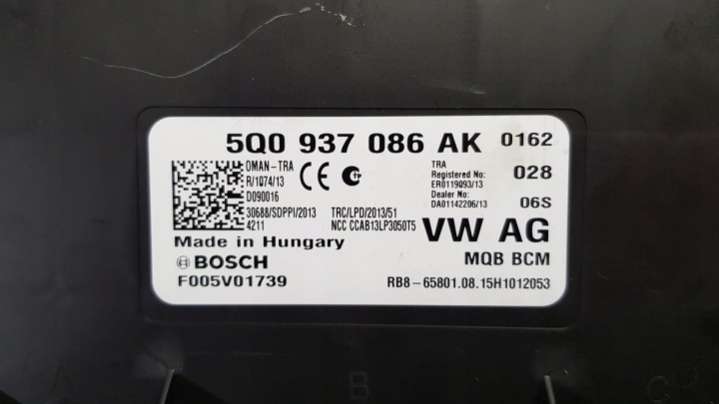 5Q0 937 086 AK 0162
OMAN-TRA
R/1074/13
D090016
CE
TRA
Registered No:
ER0119093/13
Dealer No:
DA01142206/13
028
06S
30688/SDPPI/2013
4211
TRC/LPD/2013/51
NCC CCAB13LP3050T5
VW AG
Made in Hungary
MQB BCM
BOSCH
F005V01739
RB8-65801.08.15H1012053
B